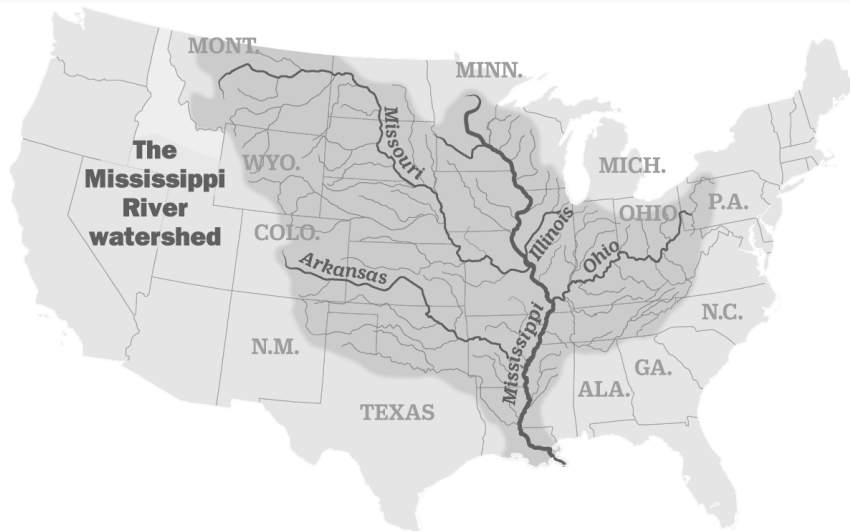 MONT.
MINN.
Missouri
The
Mississippi
River
watershed
WYO.
MICH.
P.A.
OHIO
COLO.
Illinois
Ohio
Arkansas
N.C.
Mississippi
N.M.
GA.
ALA.
TEXAS